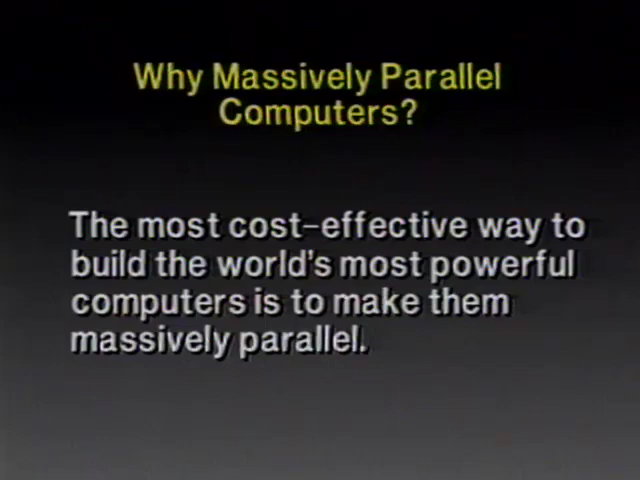 Why Massively Parallel
Computers?
The most cost-effective way to
build the world's most powerful
computers is to make them
massively parallel.